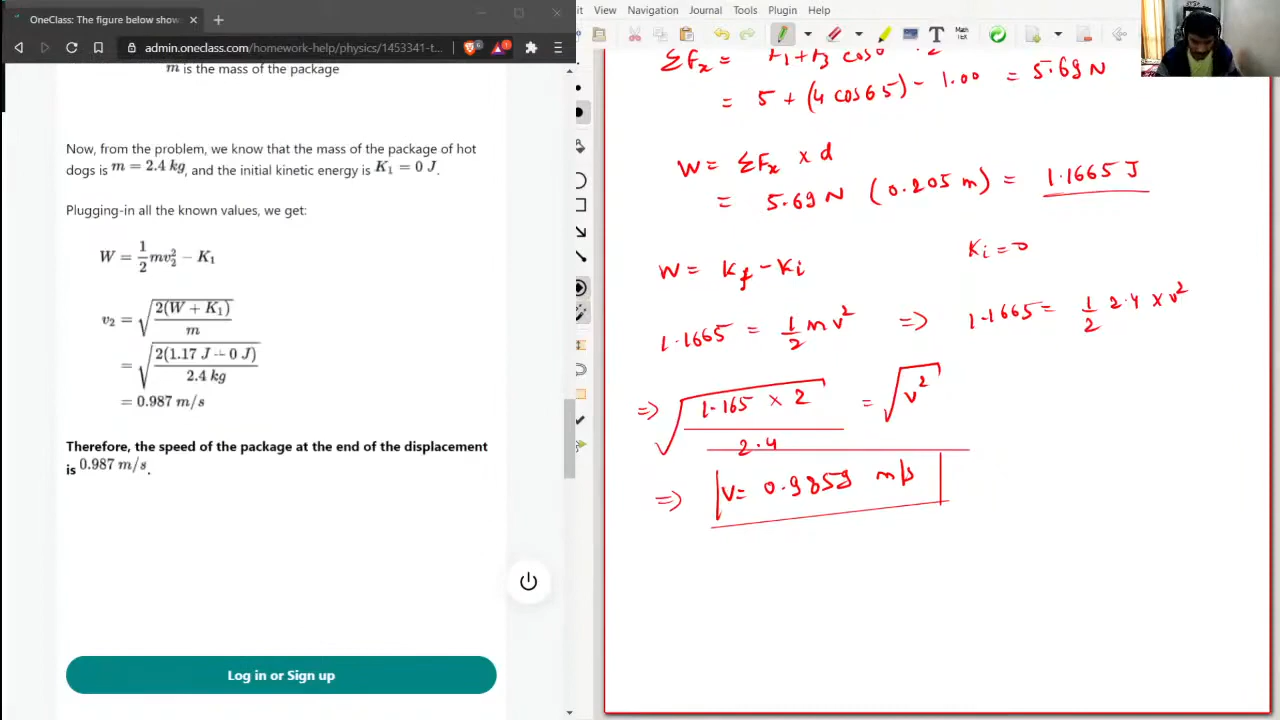 OneClass: The figure below show:
admin.oneclass.com/homework-help/physics/1453341-t...
m is the mass of the package
Now, from the problem, we know that the mass of the package of hot
dogs is m = 2.4 kg, and the initial kinetic energy is K₁ = 0 J.
Plugging-in all the known values, we get:
W = 1/2 mv₂² − K₁
v₂ = √(2(W + K₁)/m)
= √(2(1.17 J + 0 J)/2.4 kg)
= 0.987 m/s
Therefore, the speed of the package at the end of the displacement
is 0.987 m/s.
Log in or Sign up
View Journal Tools Plugin Help
ΣFx = F1 + F3 cosθ
= 5 + (4 cos65) - 1.00 = 5.69 N
W = ΣFx × d
= 5.69 N (0.205 m) = 1.1665 J
W = Kf - Ki Ki = 0
1.1665 = 1/2 mv² => 1.1665 = 1/2 2.4 × v²
=> √(1.165 × 2 / 2.4) = √v²
=> V = 0.9859 m/s